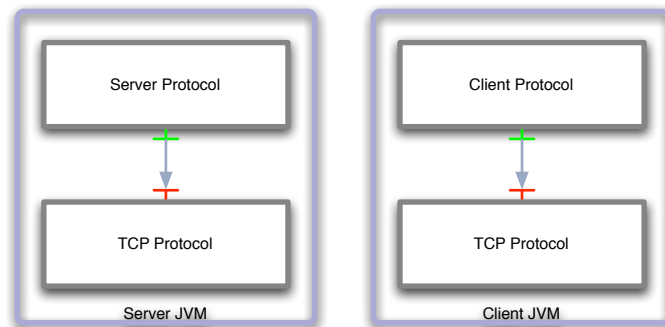 Server Protocol
Client Protocol
TCP Protocol
TCP Protocol
Server JVM
Client JVM